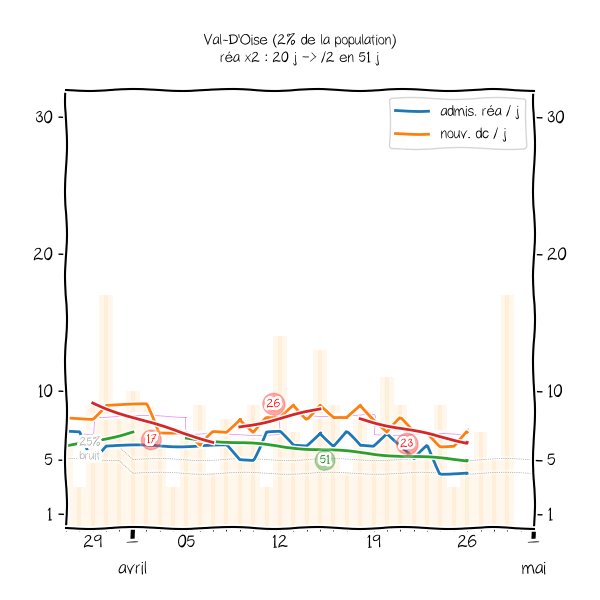 Val-D'Oise (2% de la population)
réa x2 : 20 j -> /2 en 51 j
admis. réa / j
nouv. dc / j
30
30
20
20
10
10
26
17
23
25%
bruit
51
5
5
1
1
29
05
12
19
26
avril
mai